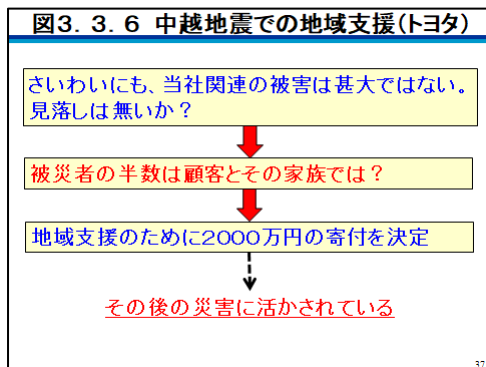 図3．3．6 中越地震での地域支援(トヨタ)
さいわいにも、当社関連の被害は甚大ではない。
見落しは無いか？
被災者の半数は顧客とその家族では？
地域支援のために2000万円の寄付を決定
その後の災害に活かされている
37